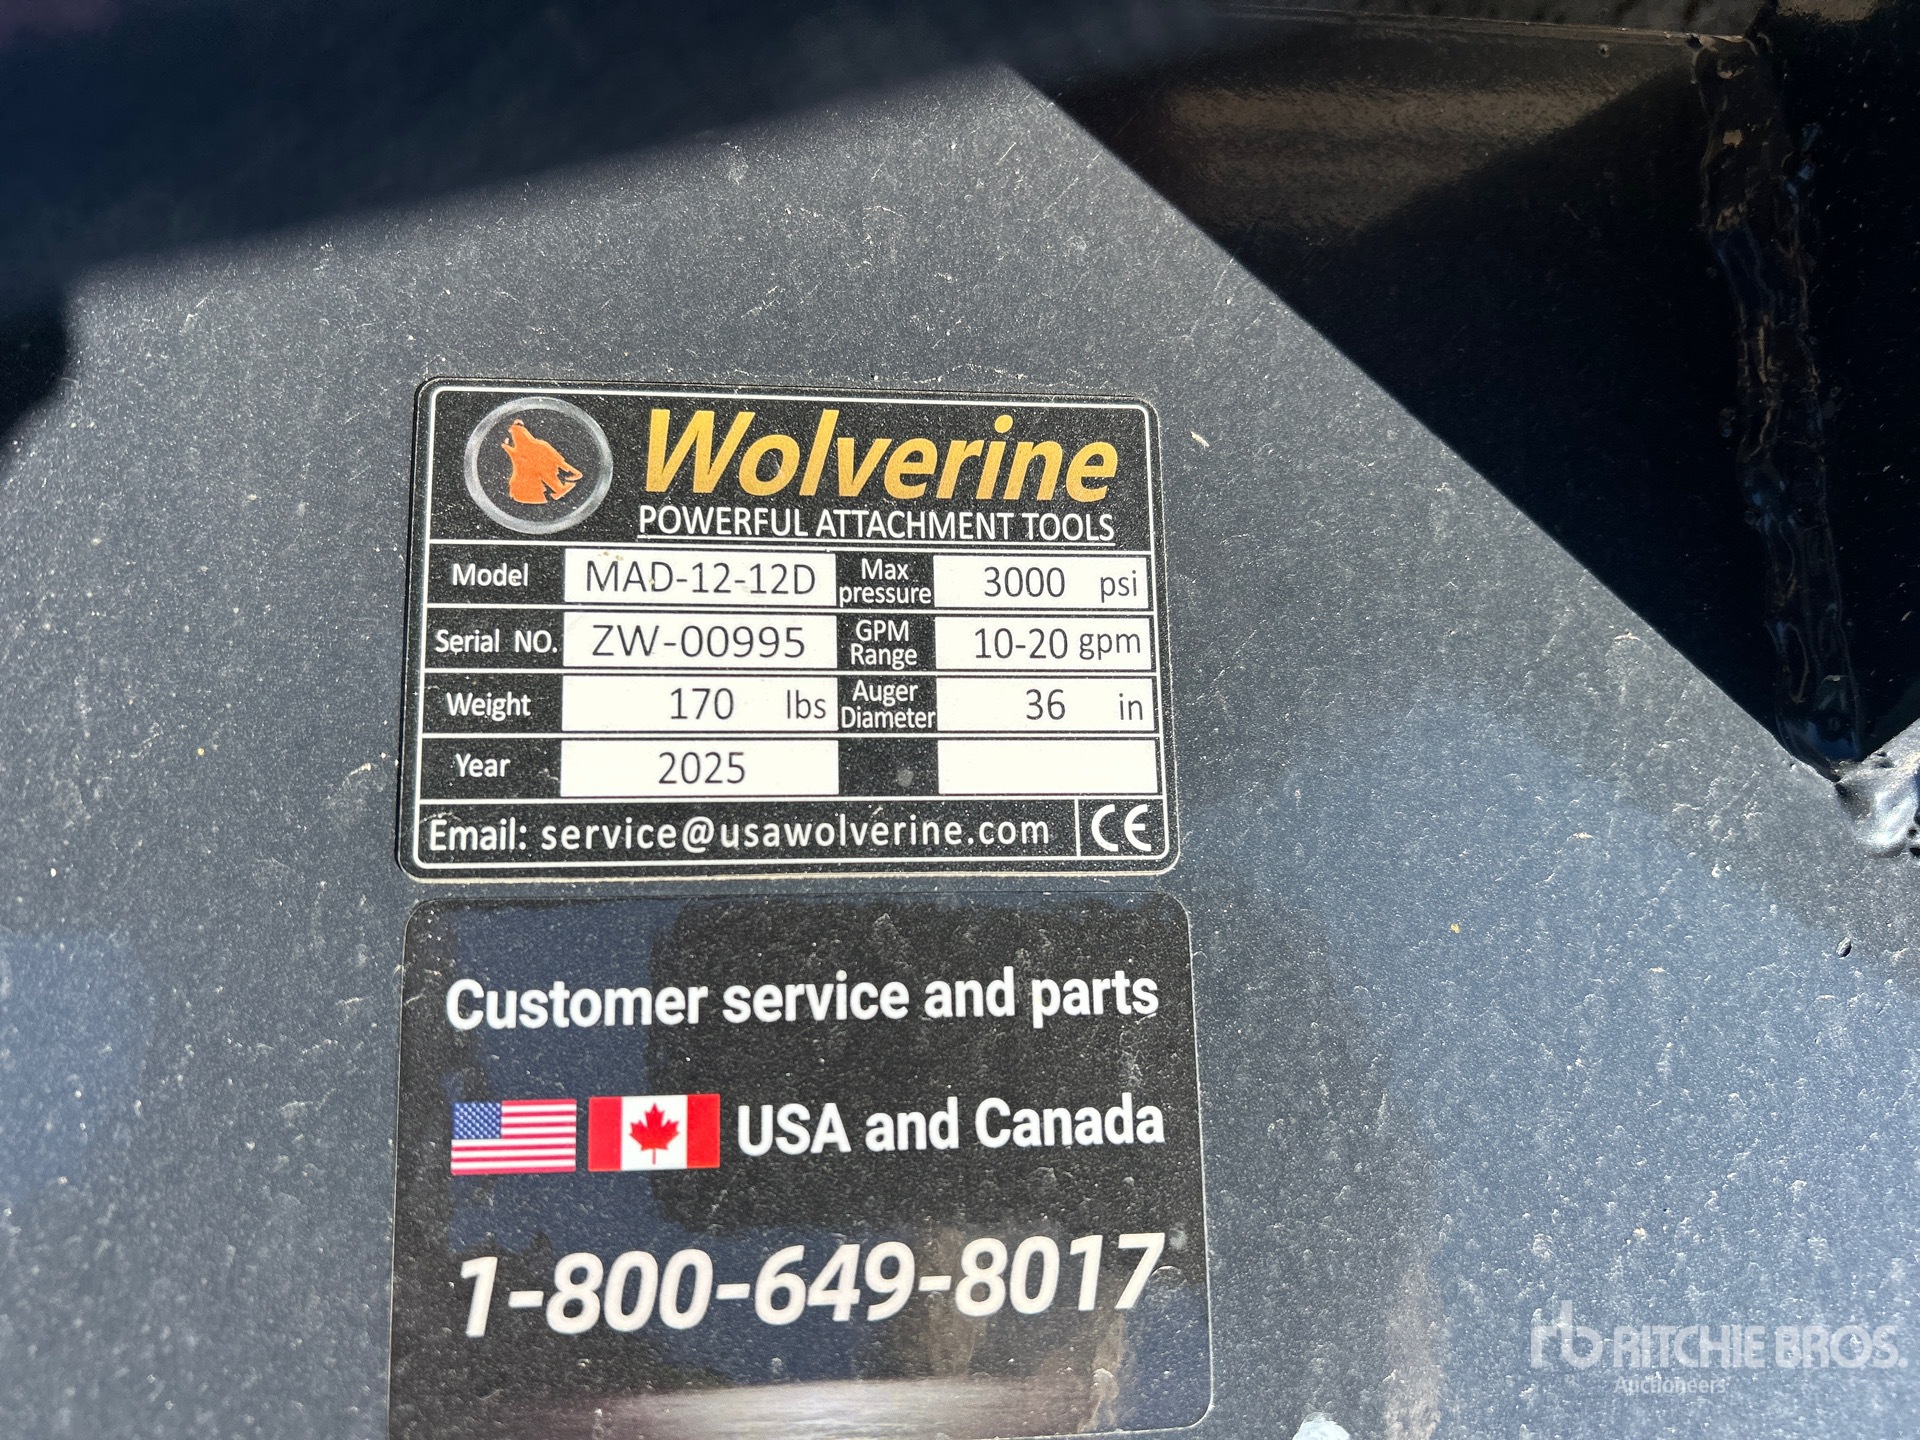 Wolverine
POWERFUL ATTACHMENT TOOLS
Model MAD-12-12D Max pressure 3000 psi
Serial NO. ZW-00995 GPM Range 10-20 gpm
Weight 170 lbs Auger Diameter 36 in
Year 2025
Email: service@usawolverine.com CE
Customer service and parts
USA and Canada
1-800-649-8017
rb RITCHIE BROS.
Auctioneers